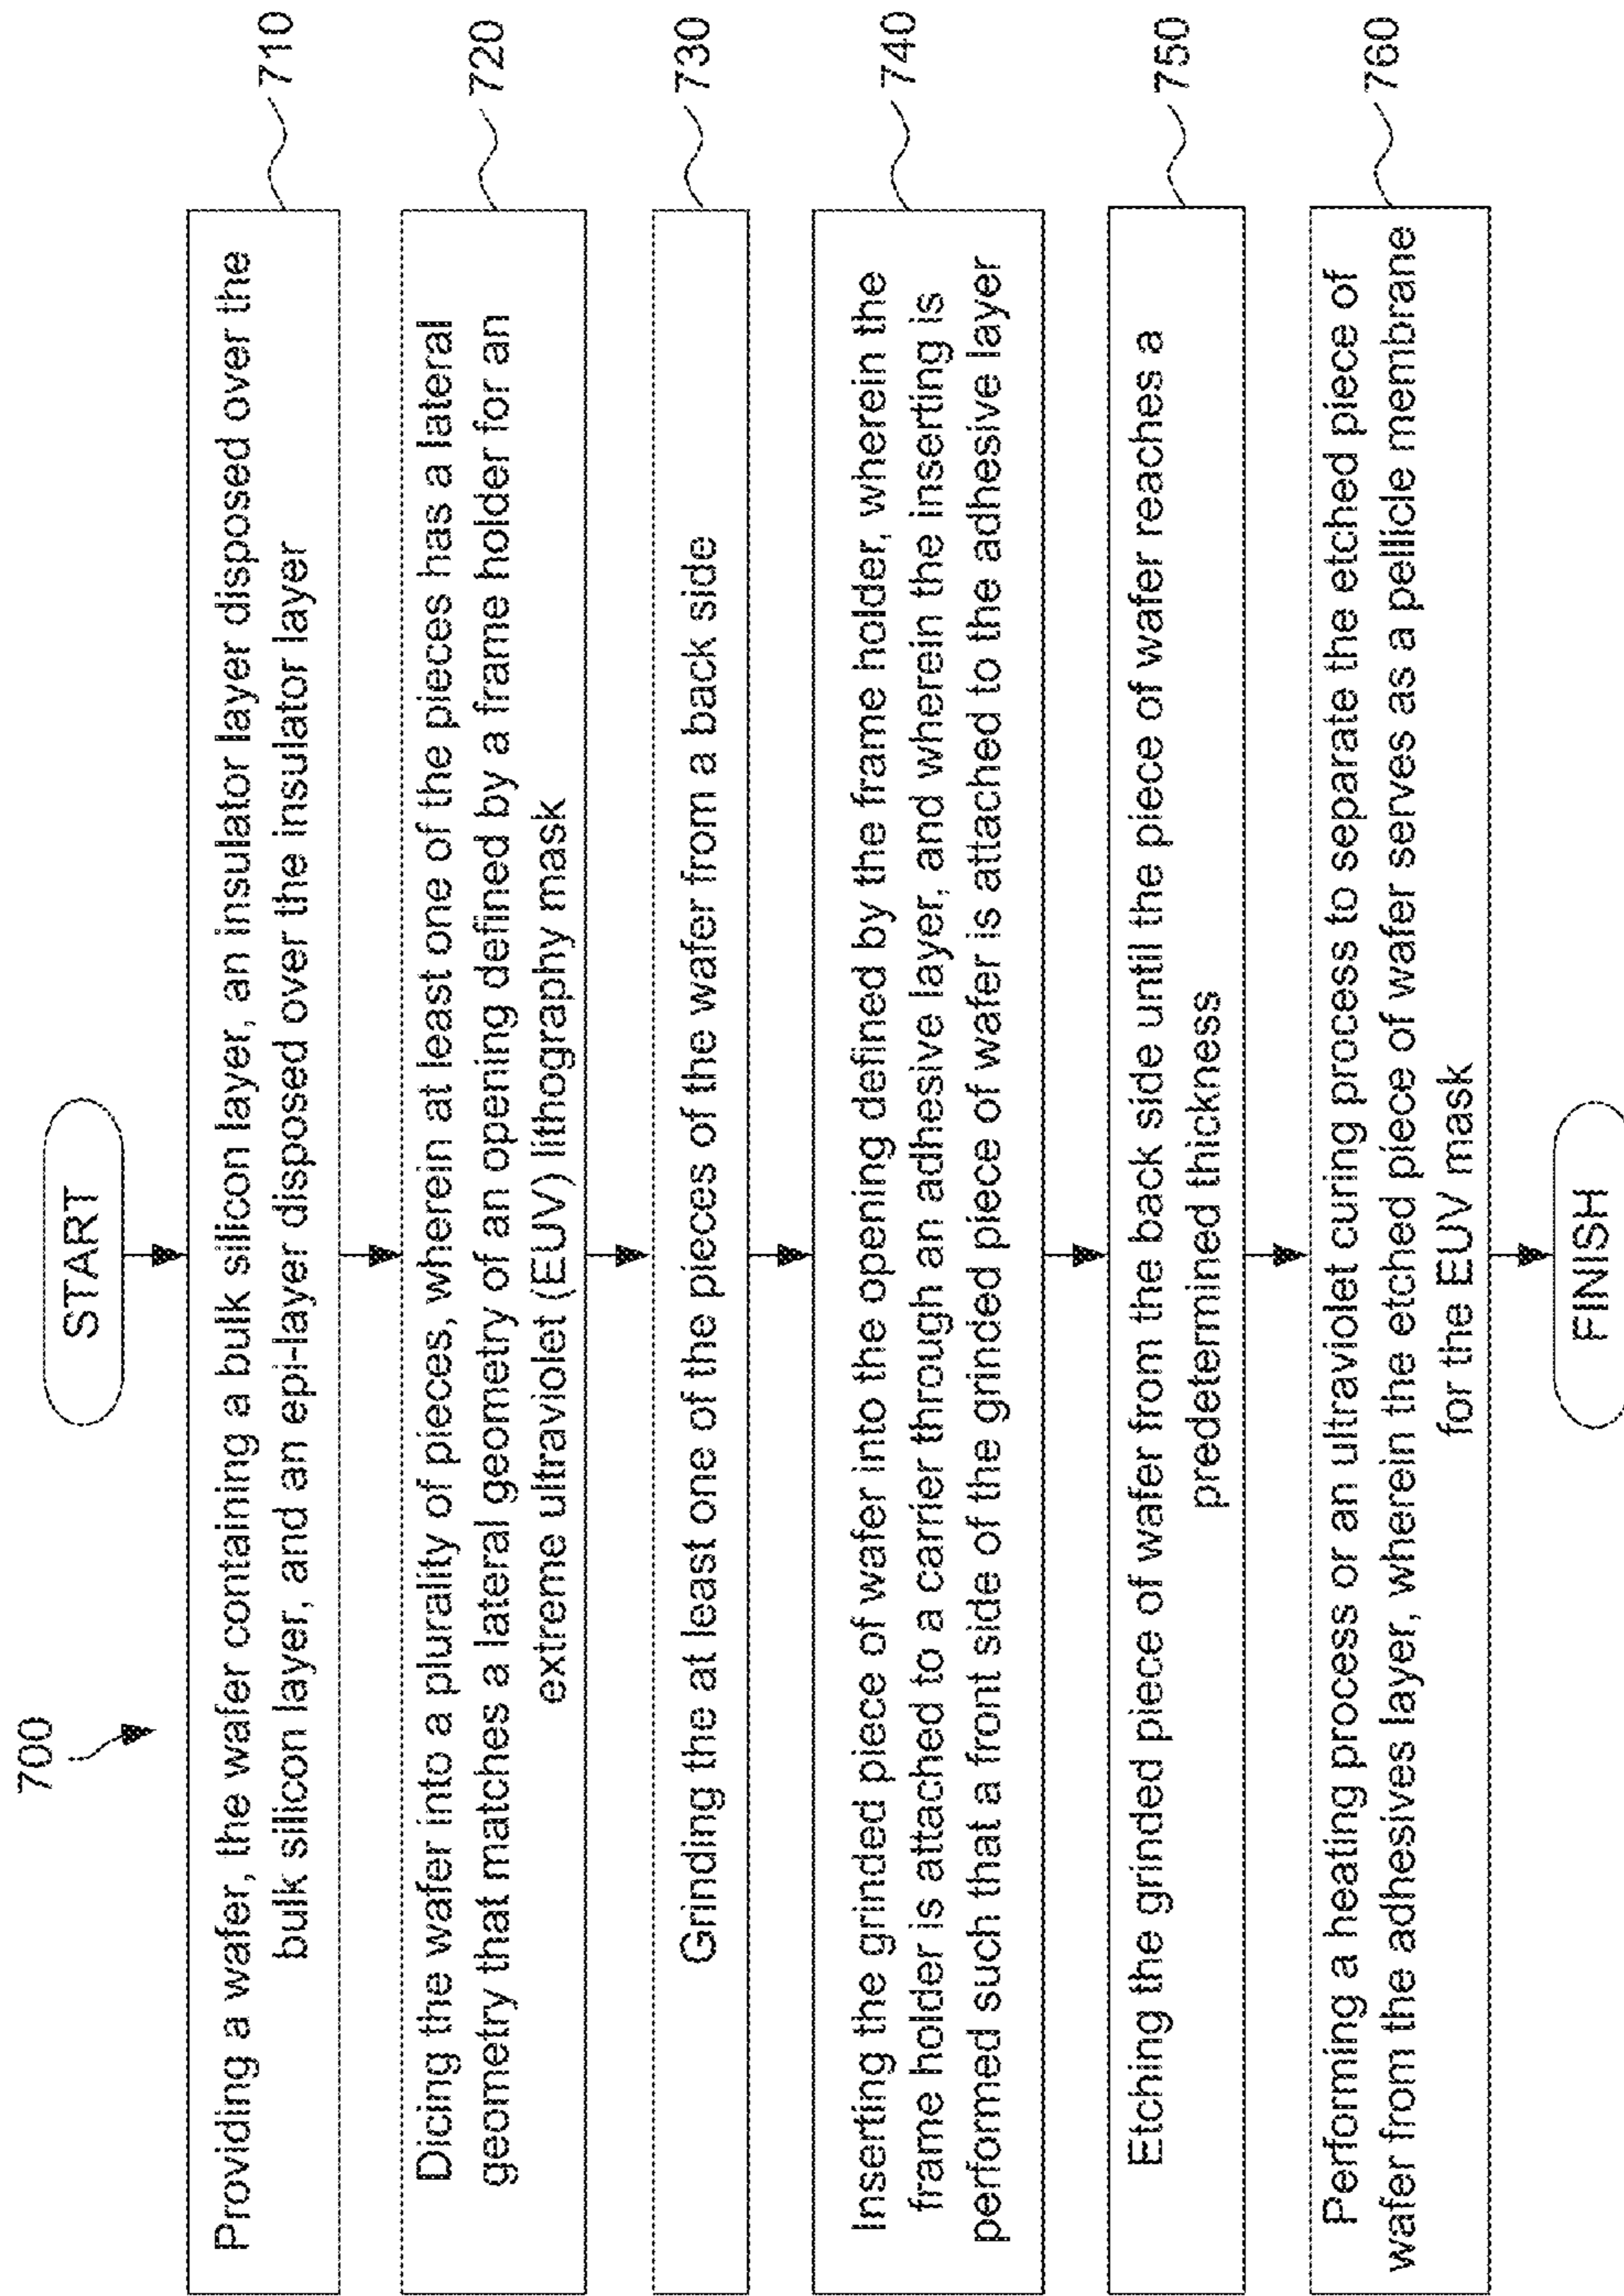 700
START
Providing a wafer, the wafer containing a bulk silicon layer, an insulator layer disposed over the
bulk silicon layer, and an epi-layer disposed over the insulator layer
710
Dicing the wafer into a plurality of pieces, wherein at least one of the pieces has a lateral
geometry that matches a lateral geometry of an opening defined by a frame holder for an
extreme ultraviolet (EUV) lithography mask
720
Grinding the at least one of the pieces of the wafer from a back side
730
Inserting the grinded piece of wafer into the opening defined by the frame holder, wherein the
frame holder is attached to a carrier through an adhesive layer, and wherein the inserting is
performed such that a front side of the grinded piece of wafer is attached to the adhesive layer
740
Etching the grinded piece of wafer from the back side until the piece of wafer reaches a
predetermined thickness
750
Performing a heating process or an ultraviolet curing process to separate the etched piece of
wafer from the adhesives layer, wherein the etched piece of wafer serves as a pellicle membrane
for the EUV mask
760
FINISH